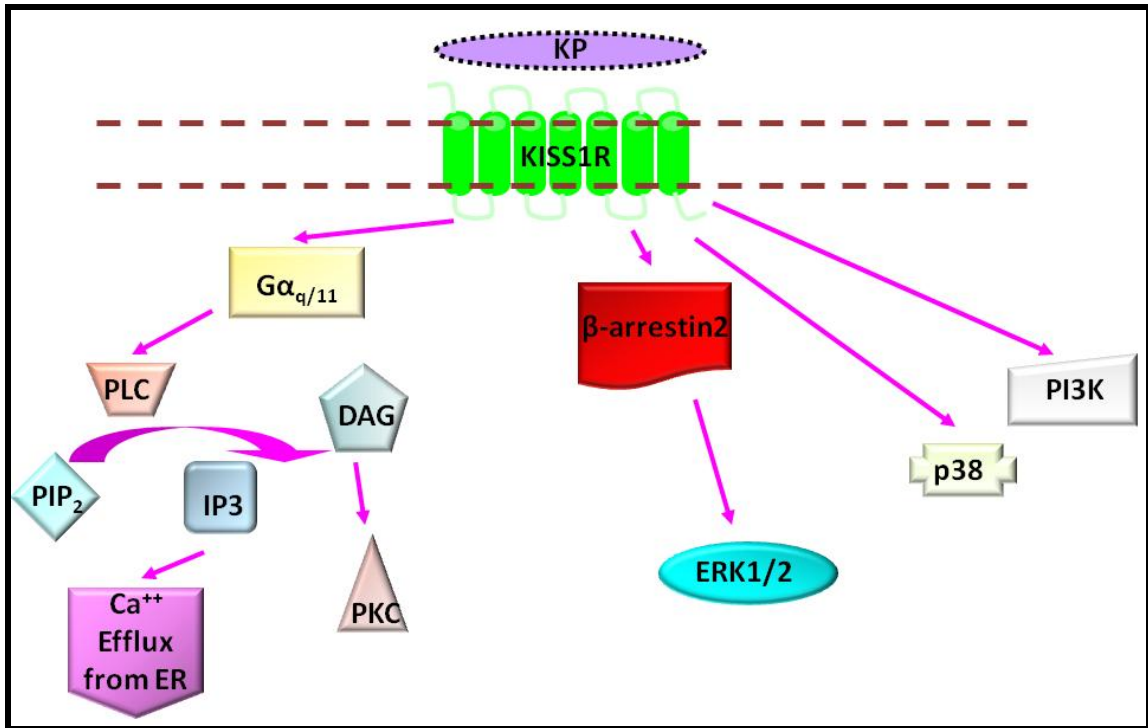 KP
KISS1R
Gαq/11
β-arrestin2
PLC
DAG
PI3K
PIP2
IP3
p38
PKC
ERK1/2
Ca++
Efflux
from ER